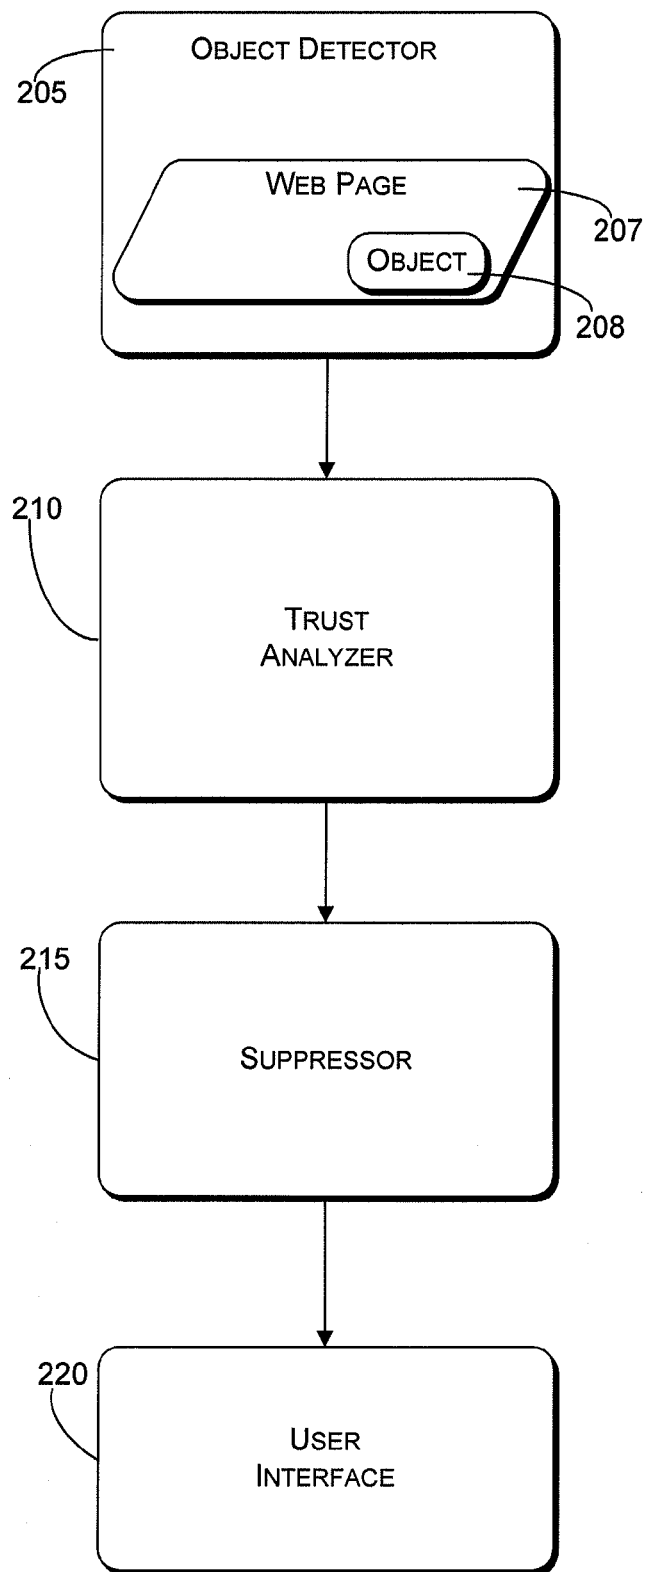 OBJECT DETECTOR
205
WEB PAGE
207
OBJECT
208
210
TRUST
ANALYZER
215
SUPPRESSOR
220
USER
INTERFACE